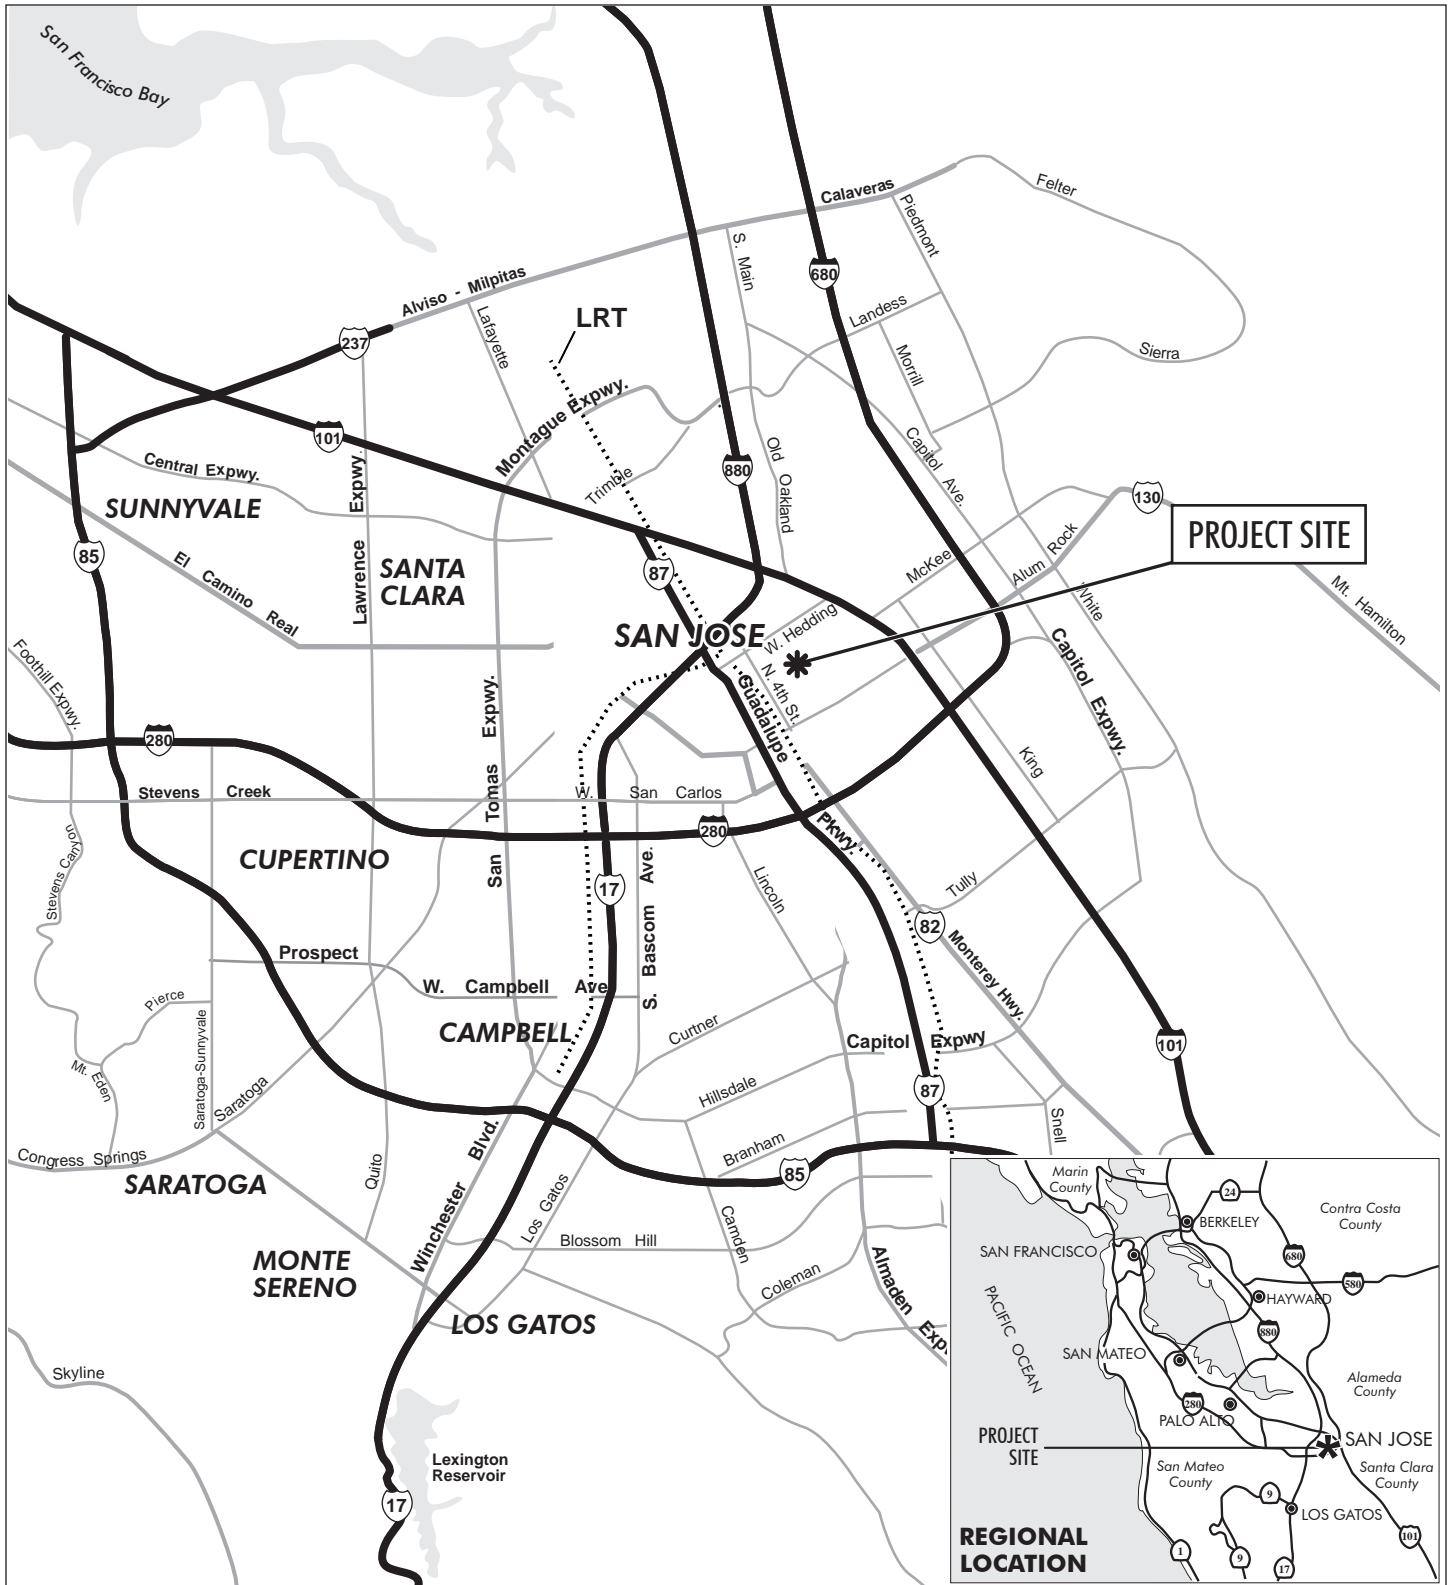 San Francisco Bay
Calaveras
Felter
Piedmont
S. Main
680
Alviso - Milpitas
Landess
Lafayette
LRT
237
Sierra
Morrill
Montague Expwy.
101
Capitol Ave.
Old Oakland
Central Expwy.
880
Trimble
Lawrence Expwy.
130
SUNNYVALE
PROJECT SITE
Alum Rock
McKee
85
El Camino Real
SANTA
CLARA
87
White
Mt. Hamilton
W. Hedding
SAN JOSE
Foothill Expwy.
Capitol Expwy.
N. 4th St.
Guadalupe Pkwy.
San Tomas Expwy.
280
King
Stevens Creek
W. San Carlos
280
Stevens Canyon
CUPERTINO
Lincoln
17
S. Bascom Ave.
Tully
82
Prospect
Monterey Hwy.
W. Campbell Ave
Pierce
CAMPBELL
Curtner
Capitol Expwy
101
Saratoga-Sunnyvale
Mt. Eden
Saratoga
Hillsdale
87
Snell
Winchester Blvd.
Branham
Congress Springs
Quito
85
SARATOGA
Los Gatos
Camden
Blossom Hill
MONTE
SERENO
Coleman
Almaden Expy
LOS GATOS
Skyline
Lexington
Reservoir
17
Marin
County
24
Contra Costa
County
BERKELEY
SAN FRANCISCO
680
580
PACIFIC OCEAN
HAYWARD
880
SAN MATEO
Alameda
County
280
PALO ALTO
PROJECT
SITE
SAN JOSE
San Mateo
County
Santa Clara
County
9
LOS GATOS
101
REGIONAL
LOCATION
1
9
17